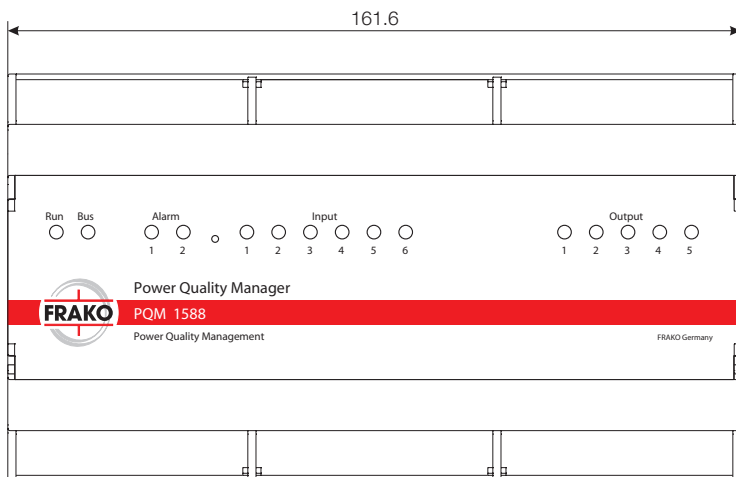 161.6
Run Bus Alarm Input Output
1 2 1 2 3 4 5 6 1 2 3 4 5
Power Quality Manager
FRAKO PQM 1588
Power Quality Management FRAKO Germany